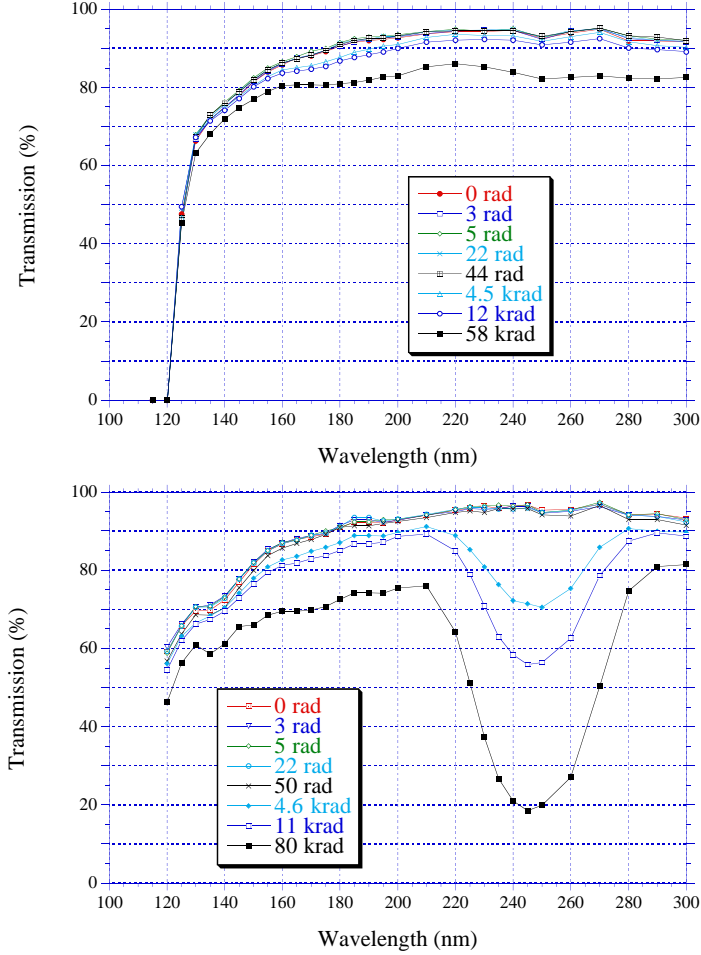 100
80
60
40
20
0
Transmission (%)
0 rad
3 rad
5 rad
22 rad
44 rad
4.5 krad
12 krad
58 krad
100 120 140 160 180 200 220 240 260 280 300
Wavelength (nm)
100
80
60
40
20
0
Transmission (%)
0 rad
3 rad
5 rad
22 rad
50 rad
4.6 krad
11 krad
80 krad
100 120 140 160 180 200 220 240 260 280 300
Wavelength (nm)